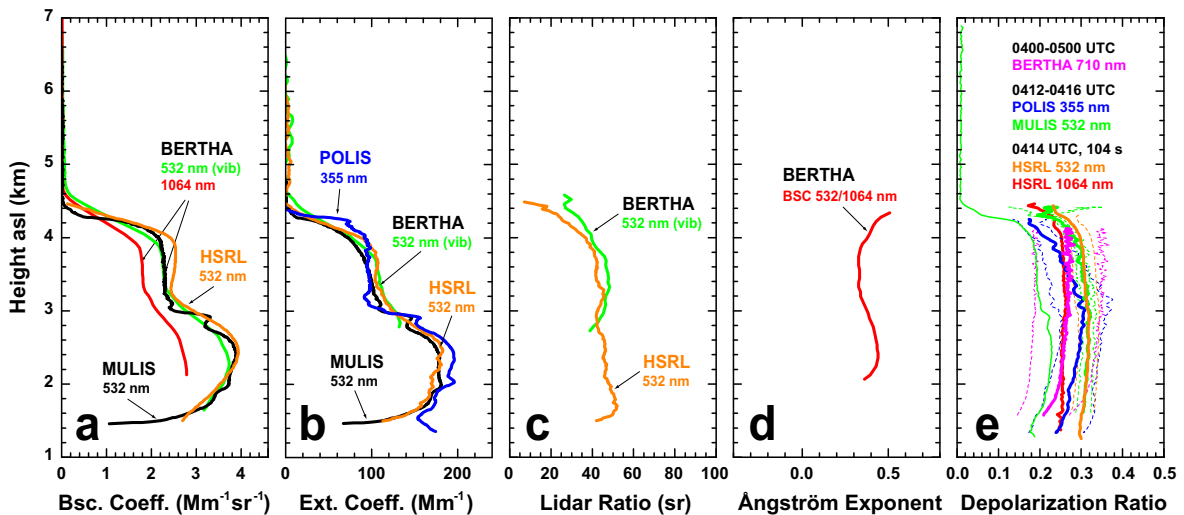 7
6
5
4
3
2
1
Height asl (km)
BERTHA
532 nm (vib)
1064 nm
HSRL
532 nm
MULIS
532 nm
a
0 1 2 3 4
Bsc. Coeff. (Mm⁻¹sr⁻¹)
POLIS
355 nm
BERTHA
532 nm (vib)
HSRL
532 nm
MULIS
532 nm
b
0 100 200
Ext. Coeff. (Mm⁻¹)
BERTHA
532 nm (vib)
HSRL
532 nm
c
0 20 40 60 80 100
Lidar Ratio (sr)
BERTHA
BSC 532/1064 nm
d
0.0 0.4
Ångström Exponent
0400-0500 UTC
BERTHA 710 nm
0412-0416 UTC
POLIS 355 nm
MULIS 532 nm
0414 UTC, 104 s
HSRL 532 nm
HSRL 1064 nm
e
0.0 0.1 0.2 0.3 0.4 0.5
Depolarization Ratio